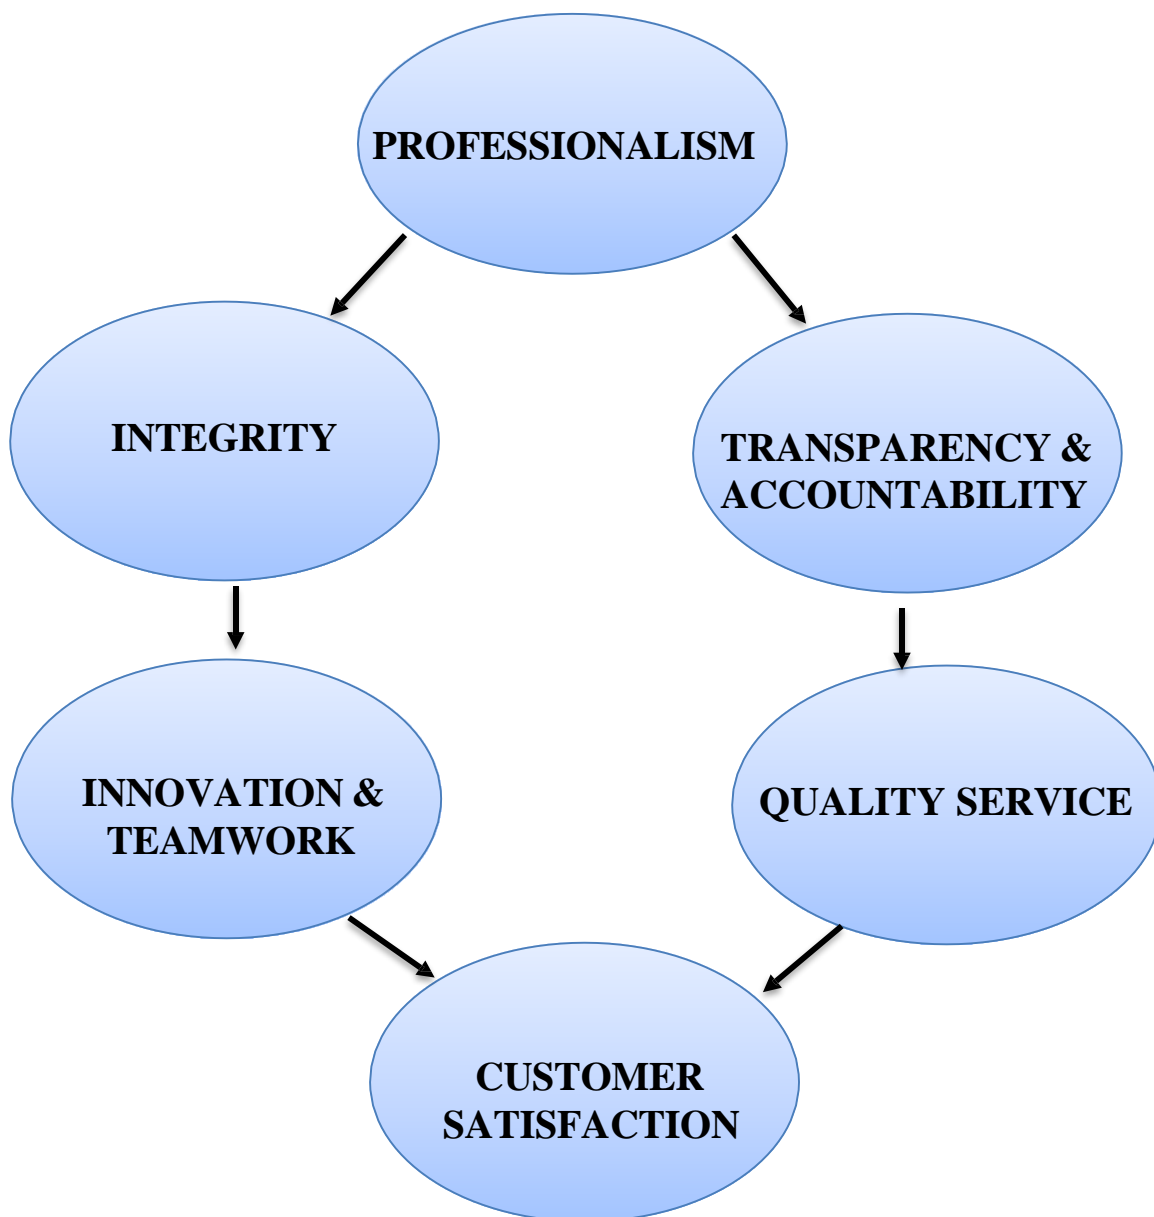 PROFESSIONALISM
INTEGRITY
TRANSPARENCY &
ACCOUNTABILITY
INNOVATION &
TEAMWORK
QUALITY SERVICE
CUSTOMER
SATISFACTION